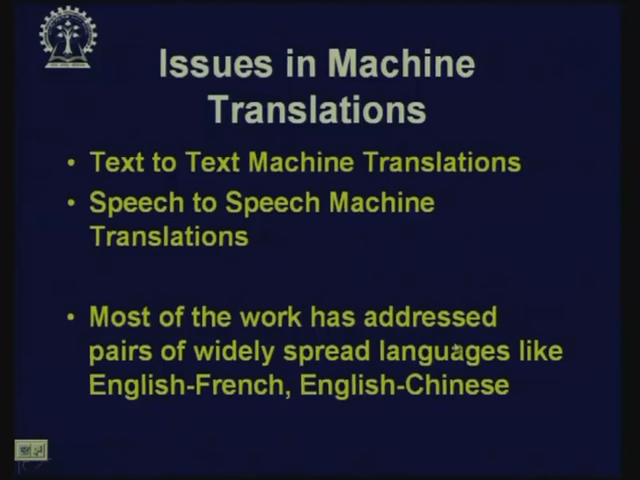 Issues in Machine
Translations
• Text to Text Machine Translations
• Speech to Speech Machine
Translations
• Most of the work has addressed
pairs of widely spread languages like
English-French, English-Chinese